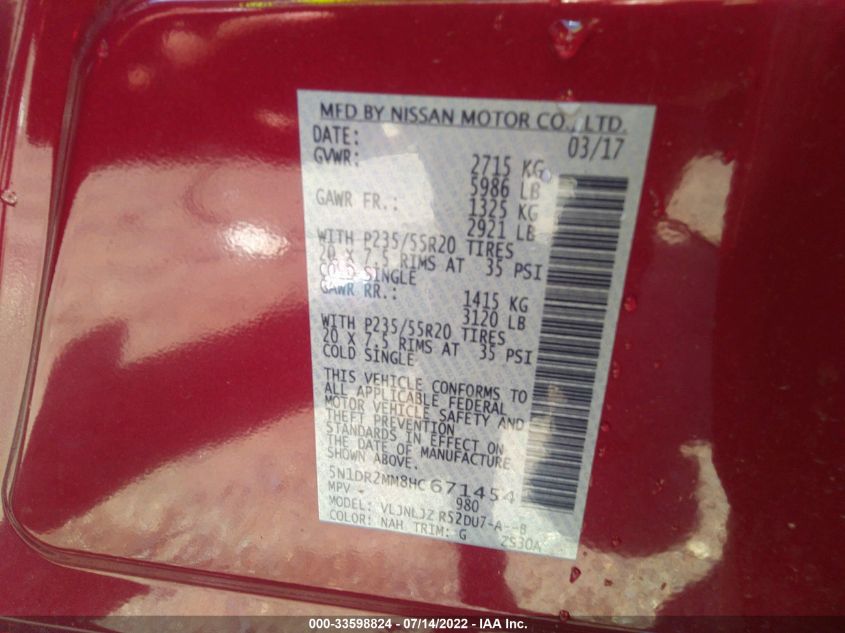 MFD BY NISSAN MOTOR CO., LTD.
DATE: 03/17
GVWR: 2715 KG
5986 LB
GAWR FR.: 1325 KG
2921 LB
WITH P235/55R20 TIRES
20 X 7.5 RIMS AT 35 PSI
COLD SINGLE
GAWR RR.: 1415 KG
3120 LB
WITH P235/55R20 TIRES
20 X 7.5 RIMS AT 35 PSI
COLD SINGLE
THIS VEHICLE CONFORMS TO
ALL APPLICABLE FEDERAL
MOTOR VEHICLE SAFETY AND
THEFT PREVENTION
STANDARDS IN EFFECT ON
THE DATE OF MANUFACTURE
SHOWN ABOVE.
5N1DR2MM8HC671454
MPV 980
MODEL: VLJNLJZ R52DU7-A--B
COLOR: NAH TRIM: G ZS30A
000-33598824 - 07/14/2022 - IAA Inc.